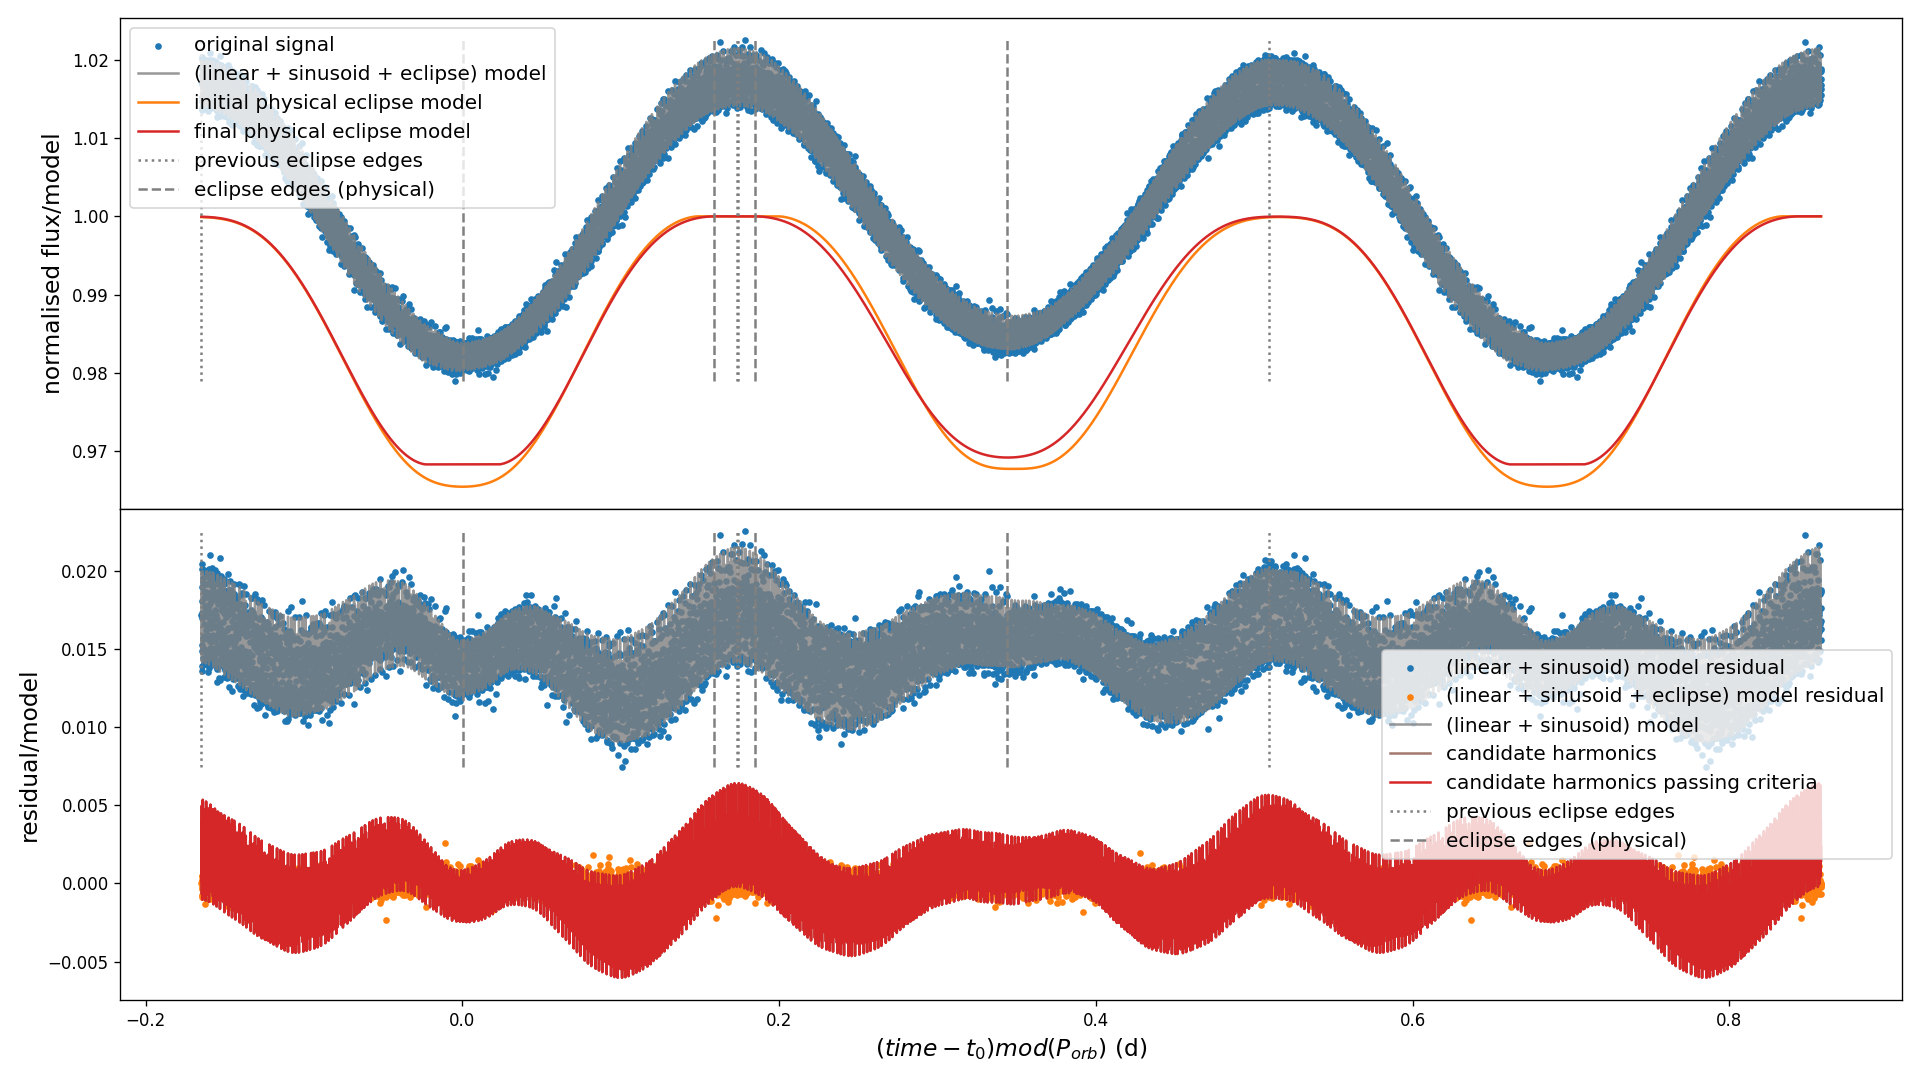 original signal
(linear + sinusoid + eclipse) model
initial physical eclipse model
final physical eclipse model
previous eclipse edges
eclipse edges (physical)
normalised flux/model
1.02
1.01
1.00
0.99
0.98
0.97
(linear + sinusoid) model residual
(linear + sinusoid + eclipse) model residual
(linear + sinusoid) model
candidate harmonics
candidate harmonics passing criteria
previous eclipse edges
eclipse edges (physical)
residual/model
0.020
0.015
0.010
0.005
0.000
−0.005
−0.2 0.0 0.2 0.4 0.6 0.8
(time − t₀)mod(Pₒᵣb) (d)